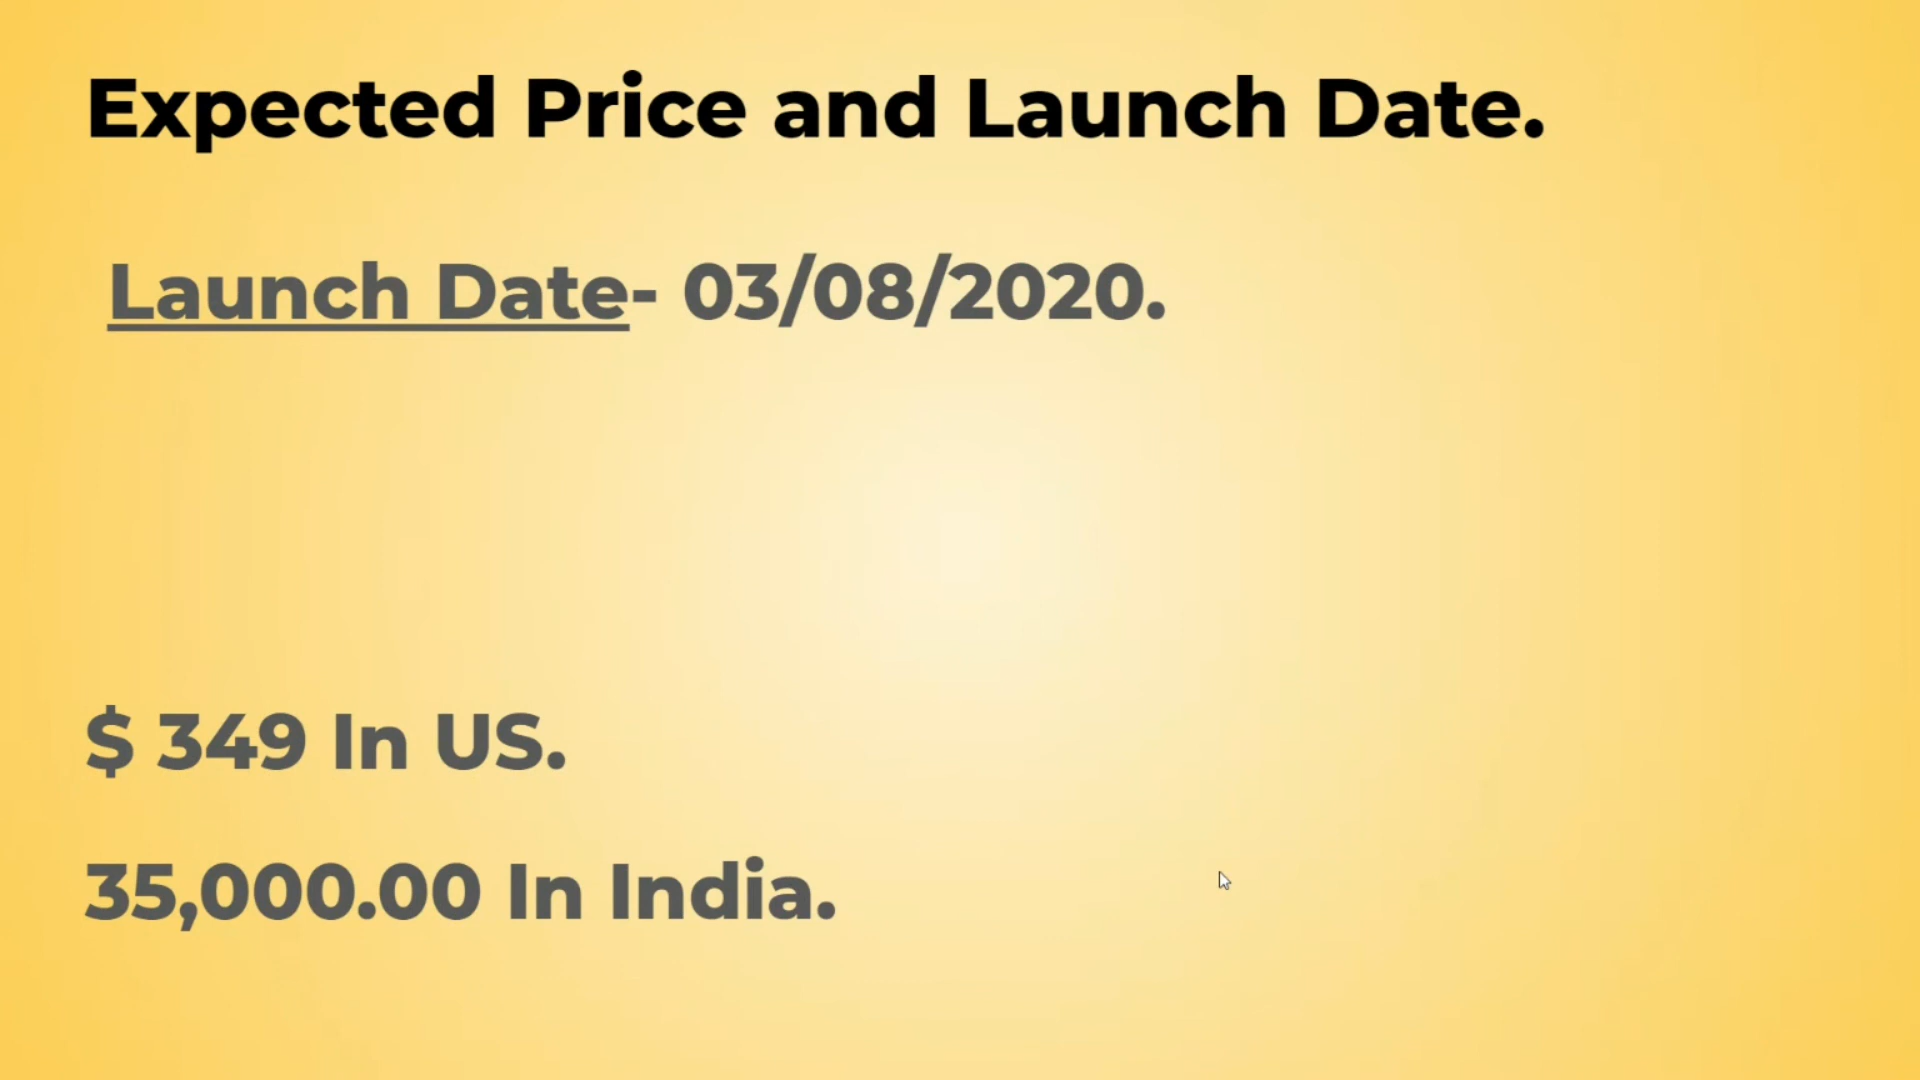 Expected Price and Launch Date.
Launch Date- 03/08/2020.
$ 349 In US.
35,000.00 In India.